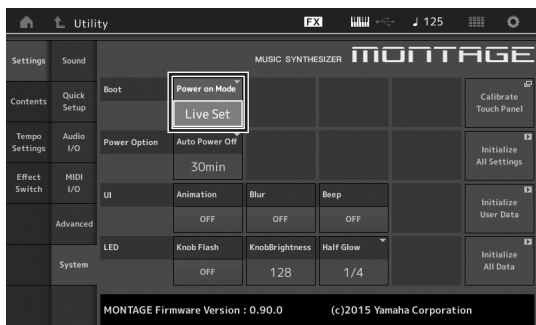 Utility
FX
125
Settings
Sound
MUSIC SYNTHESIZER MONTAGE
Contents
Quick
Setup
Boot
Power on Mode
Live Set
Calibrate
Touch Panel
Tempo
Settings
Audio
I/O
Power Option
Auto Power Off
30min
Initialize
All Settings
Effect
Switch
MIDI
I/O
UI
Animation
Blur
Beep
OFF
OFF
OFF
Initialize
User Data
Advanced
LED
Knob Flash
KnobBrightness
Half Glow
OFF
128
1/4
Initialize
All Data
System
MONTAGE Firmware Version : 0.90.0
(c)2015 Yamaha Corporation